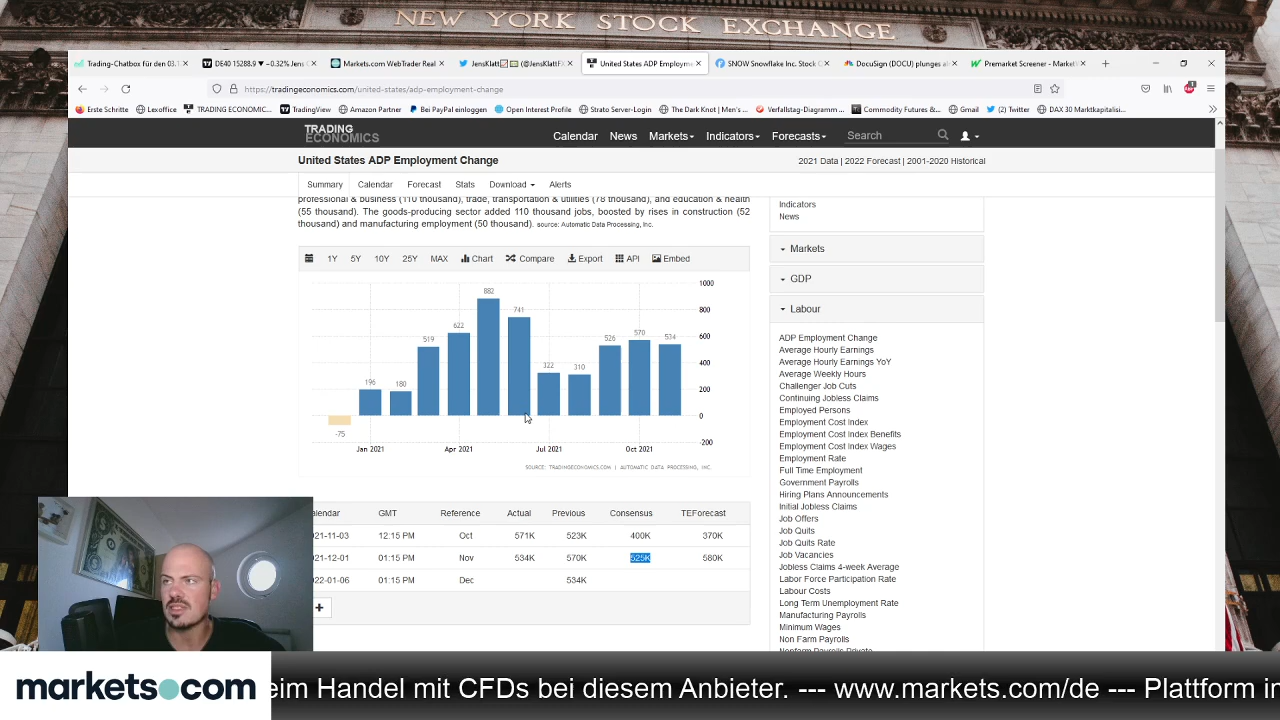 NEW YORK STOCK EXCHANGE
Trading-Chatbox für den 03.1
DE40 15288.9 ▼ −0.32% Jens
Markets.com WebTrader Real
United States ADP Employm
SNOW Snowflake Inc. Stock
DocuSign (DOCU) plunges
Premarket Screener -
https://tradingeconomics.com/united-states/adp-employment-change
Erste Schritte
Lexoffice
TRADING ECONOMIC...
TradingView
Amazon Partner
Bei PayPal einloggen
Open Interest Profile
Strato Server-Login
The Dark Knot | Men's ...
Verfallstag-Diagramm ...
Commodity Futures &...
Gmail
(2) Twitter
DAX 30 Marktkapitalisi...
TRADING
ECONOMICS
Calendar News Markets Indicators Forecasts Search
United States ADP Employment Change
2021 Data | 2022 Forecast | 2001-2020 Historical
Summary Calendar Forecast Stats Download Alerts
professional & business (110 thousand), trade, transportation & utilities (78 thousand), and education & health
(55 thousand). The goods-producing sector added 110 thousand jobs, boosted by rises in construction (52
thousand) and manufacturing employment (50 thousand). source: Automatic Data Processing, Inc.
1Y 5Y 10Y 25Y MAX Chart Compare Export API Embed
-75
196
180
519
622
882
741
322
310
526
570
534
1000
800
600
400
200
0
-200
Jan 2021 Apr 2021 Jul 2021 Oct 2021
SOURCE: TRADINGECONOMICS.COM | AUTOMATIC DATA PROCESSING, INC.
alendar GMT Reference Actual Previous Consensus TEForecast
21-11-03 12:15 PM Oct 571K 523K 400K 370K
21-12-01 01:15 PM Nov 534K 570K 525K 580K
22-01-06 01:15 PM Dec 534K
Indicators
News
Markets
GDP
Labour
ADP Employment Change
Average Hourly Earnings
Average Hourly Earnings YoY
Average Weekly Hours
Challenger Job Cuts
Continuing Jobless Claims
Employed Persons
Employment Cost Index
Employment Cost Index Benefits
Employment Cost Index Wages
Employment Rate
Full Time Employment
Government Payrolls
Hiring Plans Announcements
Initial Jobless Claims
Job Offers
Job Quits
Job Quits Rate
Job Vacancies
Jobless Claims 4-week Average
Labor Force Participation Rate
Labour Costs
Long Term Unemployment Rate
Manufacturing Payrolls
Minimum Wages
Non Farm Payrolls
Nonfarm Payrolls Private
markets.com
eim Handel mit CFDs bei diesem Anbieter. --- www.markets.com/de --- Plattform in